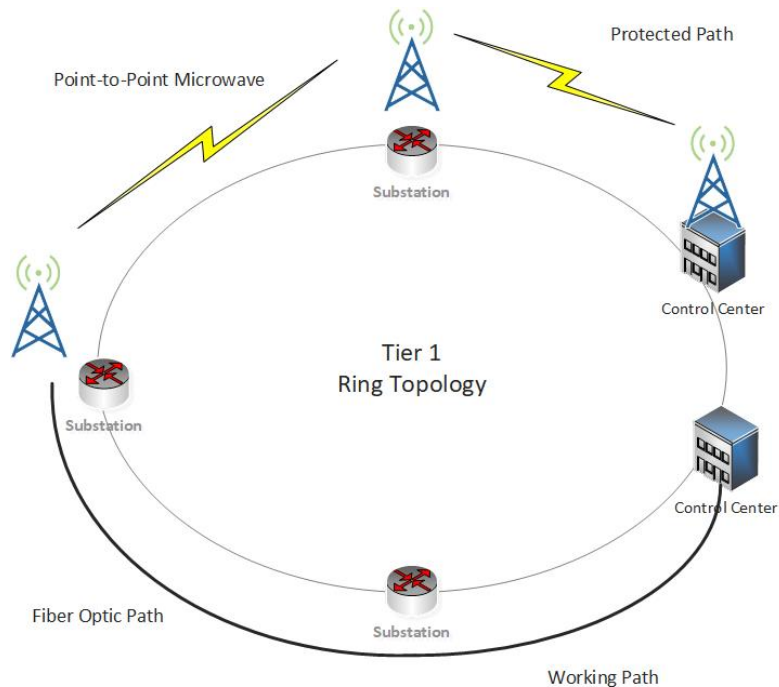 Protected Path
Point-to-Point Microwave
Substation
Control Center
Tier 1
Ring Topology
Substation
Control Center
Fiber Optic Path
Substation
Working Path